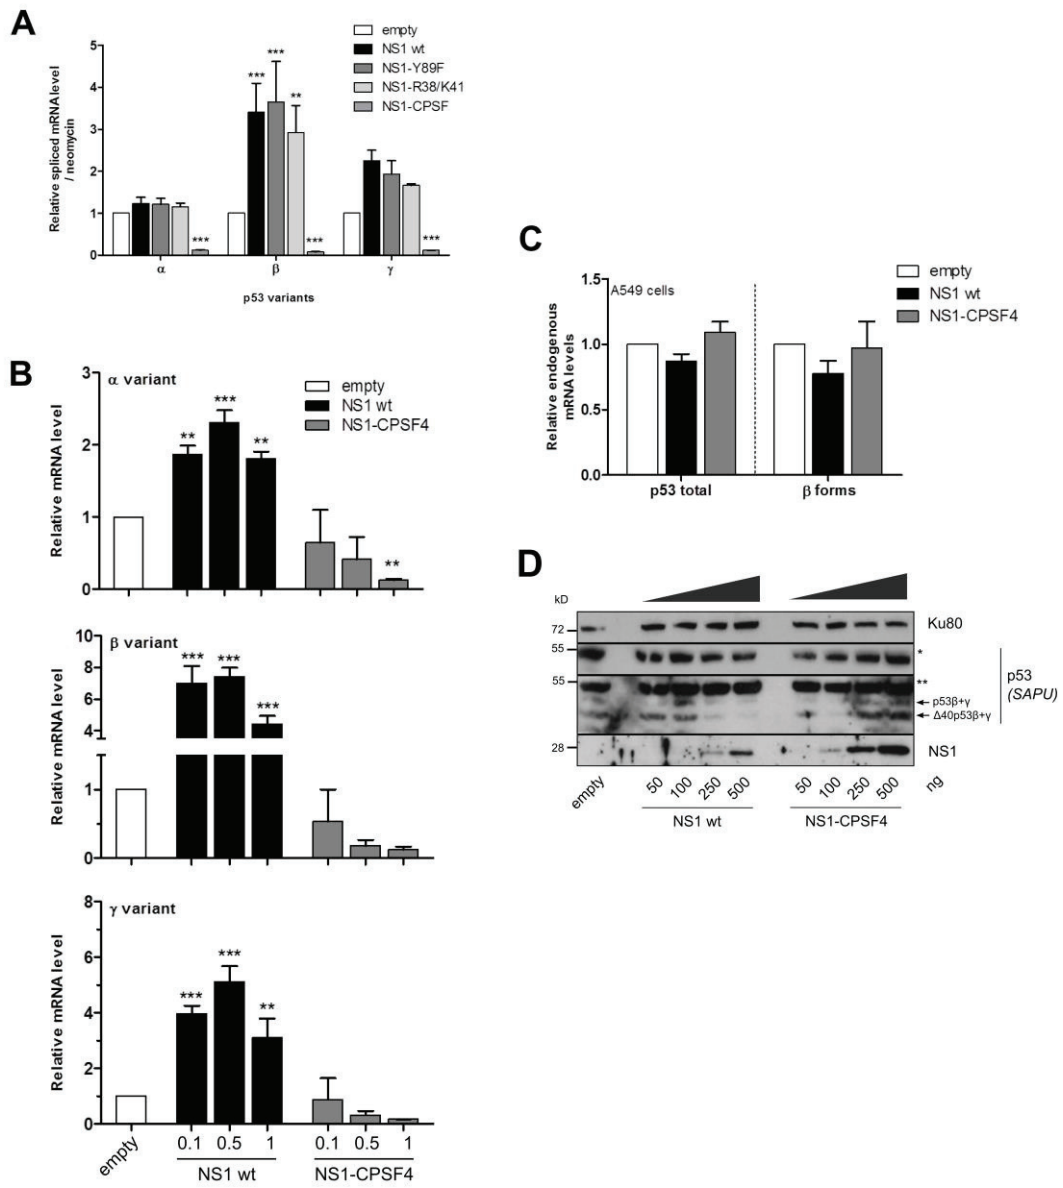 A
empty
NS1 wt
NS1-Y89F
NS1-R38/K41
NS1-CPSF
Relative spliced mRNA level
/ neomycin
5
4
3
2
1
0
***
***
**
***
***
***
α
β
γ
p53 variants
B
α variant
empty
NS1 wt
NS1-CPSF4
Relative mRNA level
3
2
1
0
**
***
**
**
β variant
Relative mRNA level
10
8
6
4
1
0
***
***
***
γ variant
Relative mRNA level
8
6
4
2
0
***
***
**
empty
0.1 0.5 1
0.1 0.5 1
NS1 wt
NS1-CPSF4
C
empty
NS1 wt
NS1-CPSF4
A549 cells
Relative endogenous
mRNA levels
1.5
1.0
0.5
0.0
p53 total
β forms
D
kD
72
55
55
28
Ku80
*
**
p53
(SAPU)
p53β+γ
Δ40p53β+γ
NS1
empty
50 100 250 500
50 100 250 500
ng
NS1 wt
NS1-CPSF4